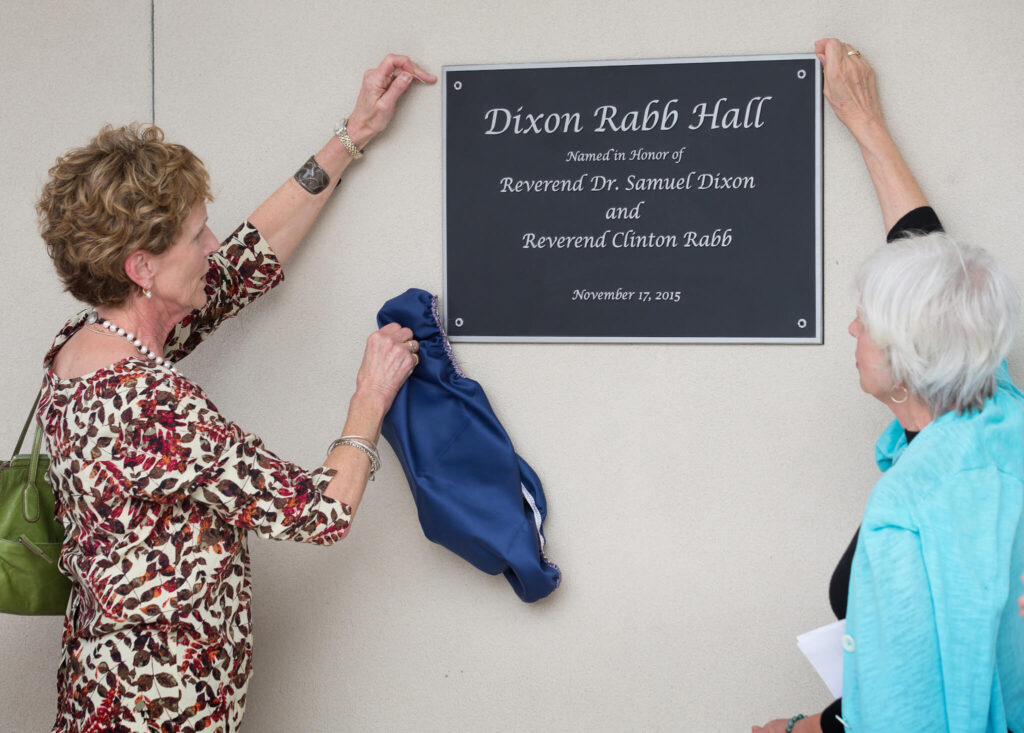 Dixon Rabb Hall
Named in Honor of
Reverend Dr. Samuel Dixon
and
Reverend Clinton Rabb
November 17, 2015